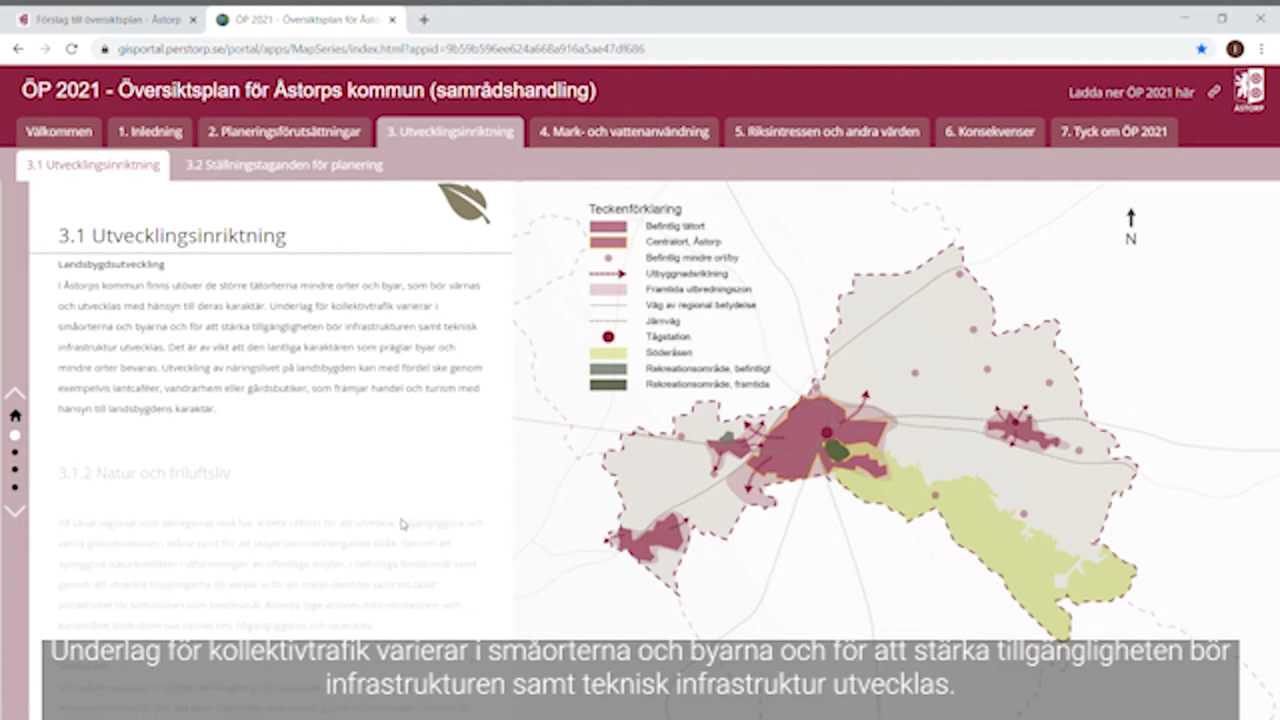 Förslag till översiktsplan - Åstorp
ÖP 2021 - Översiktsplan för Åsto
gisportal.perstorp.se/portal/apps/MapSeries/index.html?appid=9b59b596ee624a668a916a5ae47df686
ÖP 2021 - Översiktsplan för Åstorps kommun (samrådshandling)
Ladda ner ÖP 2021 här
ÅSTORP
Välkommen
1. Inledning
2. Planeringsförutsättningar
3. Utvecklingsinriktning
4. Mark- och vattenanvändning
5. Riksintressen och andra värden
6. Konsekvenser
7. Tyck om ÖP 2021
3.1 Utvecklingsinriktning
3.2 Ställningstaganden för planering
3.1 Utvecklingsinriktning
Landsbygdsutveckling
I Åstorps kommun finns utöver de större tätorterna mindre orter och byar, som bör värnas
och utvecklas med hänsyn till deras karaktär. Underlag för kollektivtrafik varierar i
småorterna och byarna och för att stärka tillgängligheten bör infrastrukturen samt teknisk
infrastruktur utvecklas. Det är av vikt att den lantliga karaktären som präglar byar och
mindre orter bevaras. Utveckling av näringslivet på landsbygden kan med fördel ske genom
exempelvis lantcaféer, vandrarhem eller gårdsbutiker, som främjar handel och turism med
hänsyn till landsbygdens karaktär.
3.1.2 Natur och friluftsliv
Teckenförklaring
Befintlig tätort
Centralort, Åstorp
Befintlig mindre ort/by
Utbyggnadsriktning
Framtida utbredningszon
Väg av regional betydelse
Järnväg
Tågstation
Söderåsen
Rekreationsområde, befintligt
Rekreationsområde, framtida
N
Underlag för kollektivtrafik varierar i småorterna och byarna och för att stärka tillgängligheten bör
infrastrukturen samt teknisk infrastruktur utvecklas.